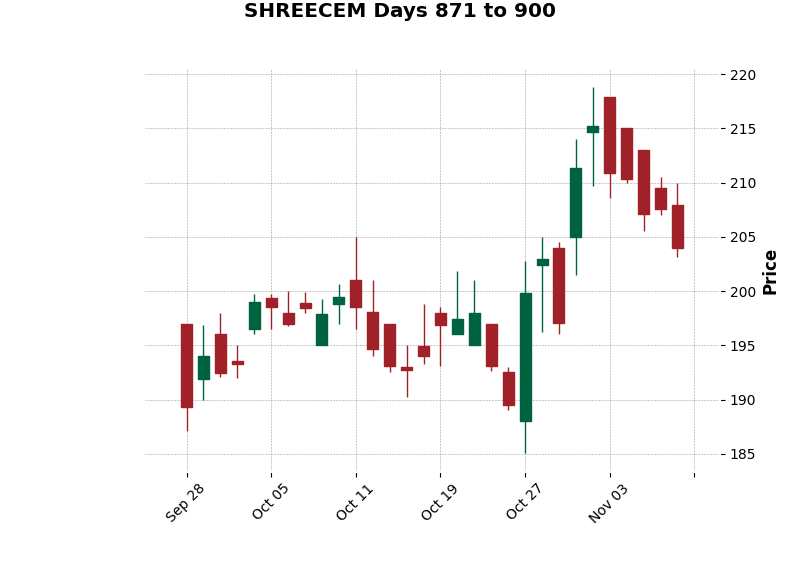 SHREECEM Days 871 to 900
220
215
210
205
200
195
190
185
Price
Sep 28
Oct 05
Oct 11
Oct 19
Oct 27
Nov 03